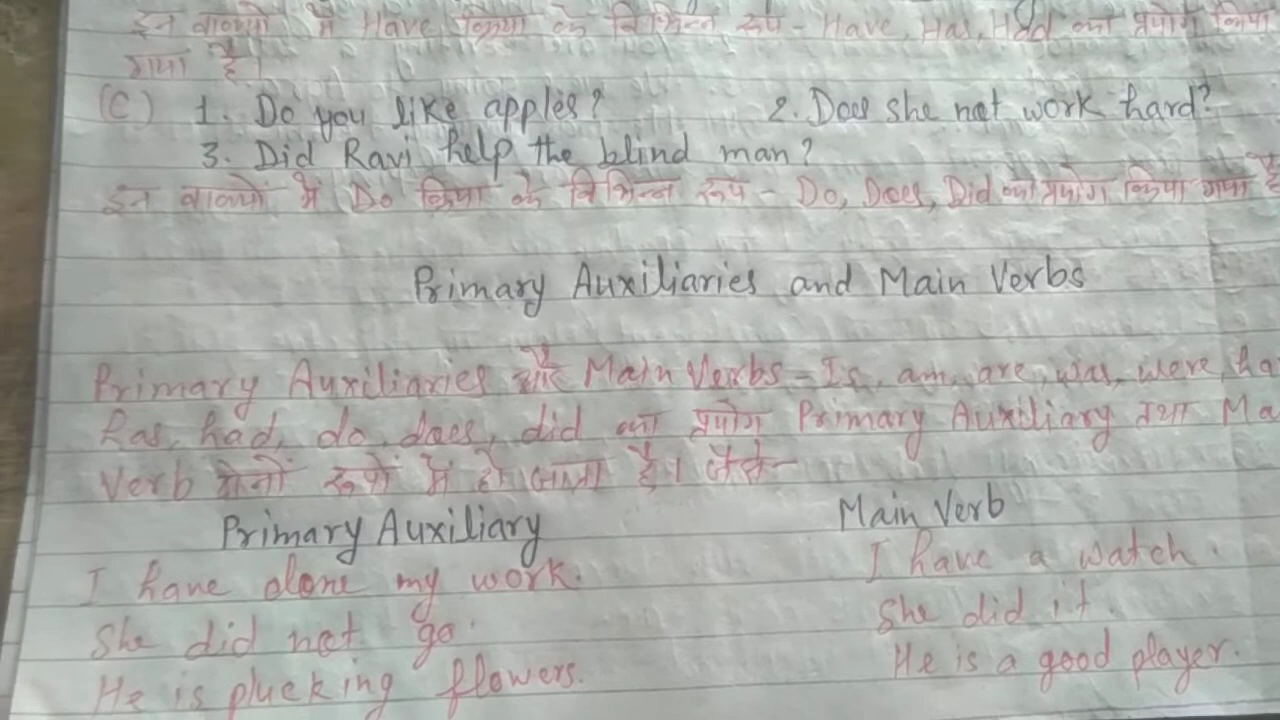 इन वाक्यों में Have क्रिया के विभिन्न रूप - Have, Has, Had का प्रयोग किया
गया है।
(C) 1. Do you like apples? 2. Does she not work hard?
3. Did Ravi help the blind man?
इन वाक्यों में Do क्रिया के विभिन्न रूप - Do, Does, Did का प्रयोग किया गया है
Primary Auxiliaries and Main Verbs
Primary Auxiliaries और Main Verbs - Is, am, are, was, were, ha
has, had, do, does, did का प्रयोग Primary Auxiliary तथा Ma
Verb दोनों रूपों में हो जाता है। जैसे-
Primary Auxiliary Main Verb
I have done my work. I have a watch.
She did not go. She did it.
He is plucking flowers. He is a good player.